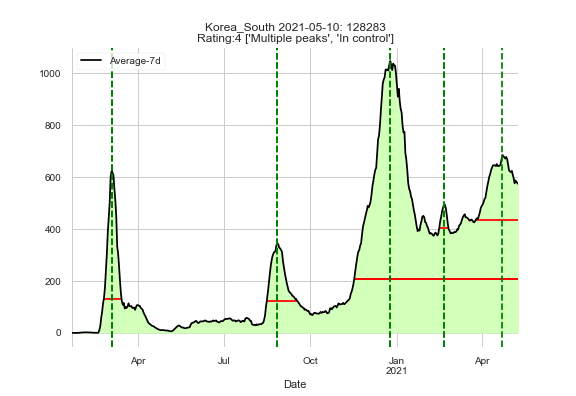 Korea_South 2021-05-10: 128283
Rating:4 ['Multiple peaks', 'In control']
Average-7d
1000
800
600
400
200
0
Apr
Jul
Oct
Jan
2021
Apr
Date